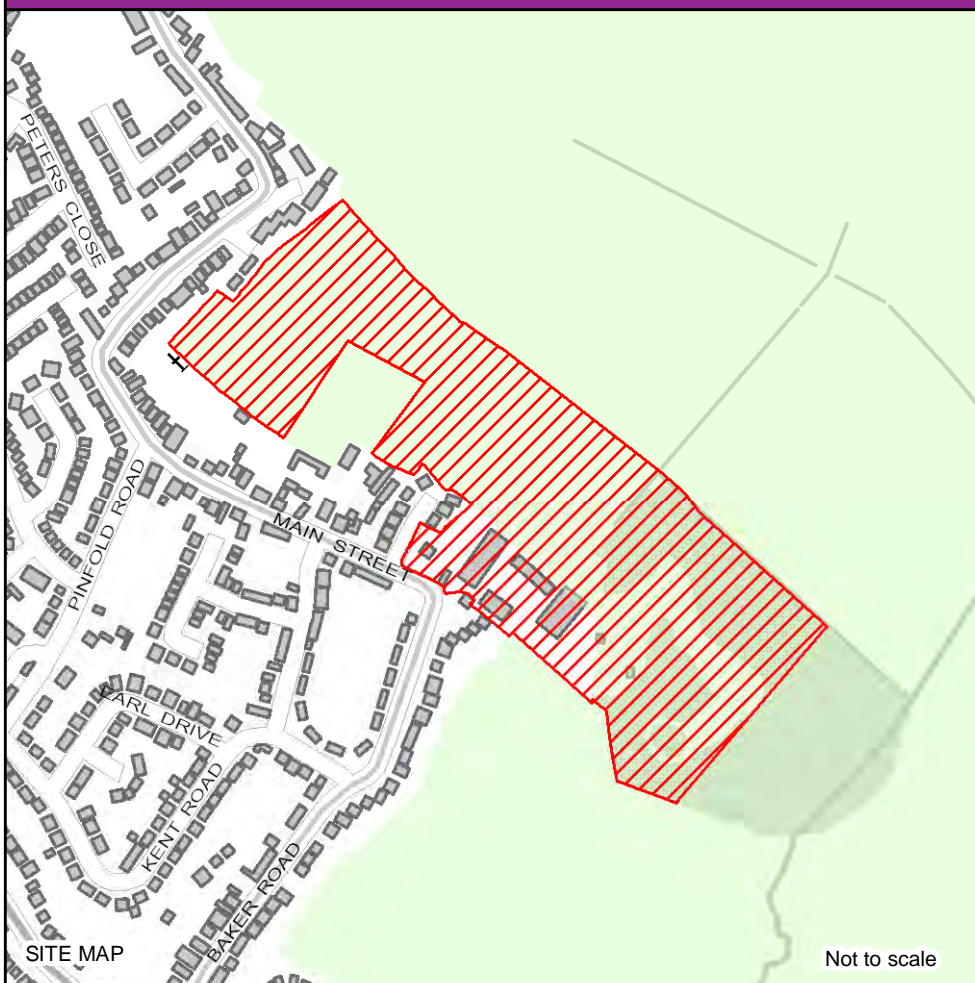 PETERS CLOSE
PINFOLD ROAD
MAIN STREET
EARL DRIVE
KENT ROAD
BAKER ROAD
SITE MAP
Not to scale